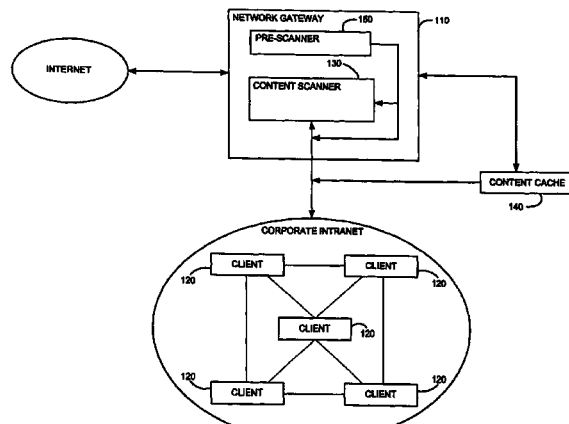 NETWORK GATEWAY
150
110
PRE-SCANNER
130
INTERNET
CONTENT SCANNER
CONTENT CACHE
140
CORPORATE INTRANET
CLIENT
CLIENT
120
120
CLIENT
120
120
120
CLIENT
CLIENT